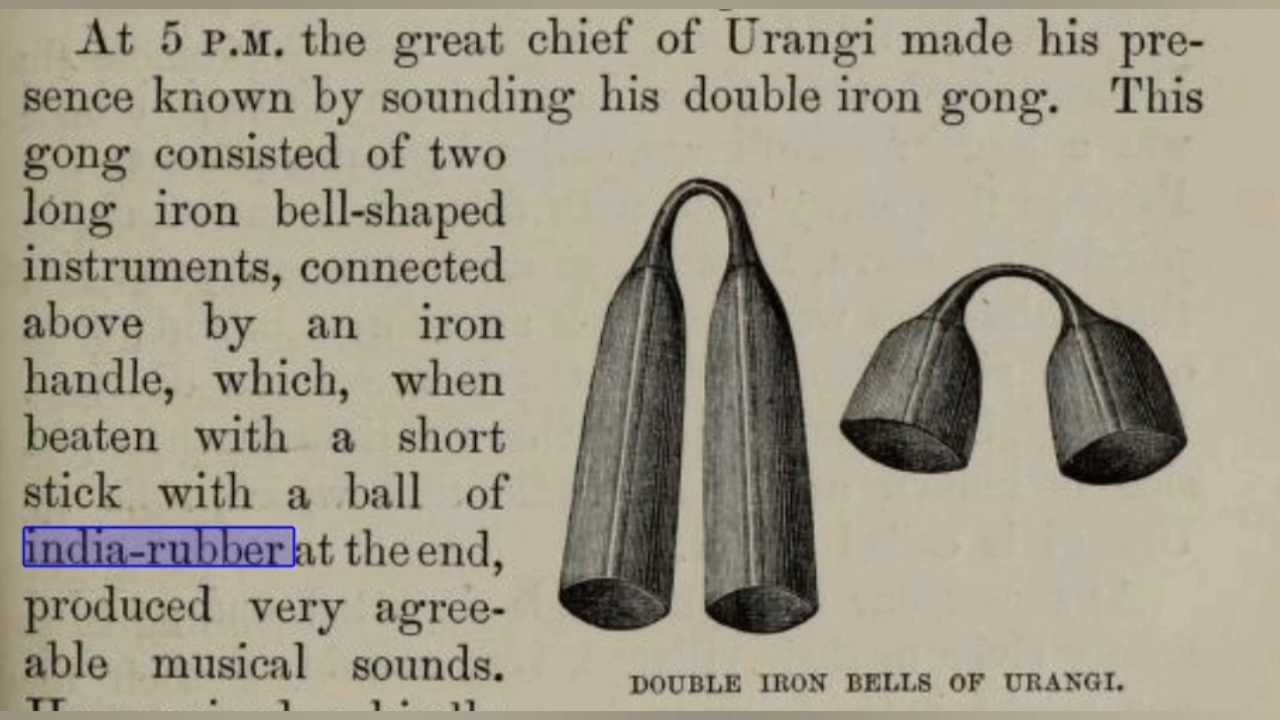 At 5 P.M. the great chief of Urangi made his pre-
sence known by sounding his double iron gong. This
gong consisted of two
long iron bell-shaped
instruments, connected
above by an iron
handle, which, when
beaten with a short
stick with a ball of
india-rubber at the end,
produced very agree-
able musical sounds.
DOUBLE IRON BELLS OF URANGI.